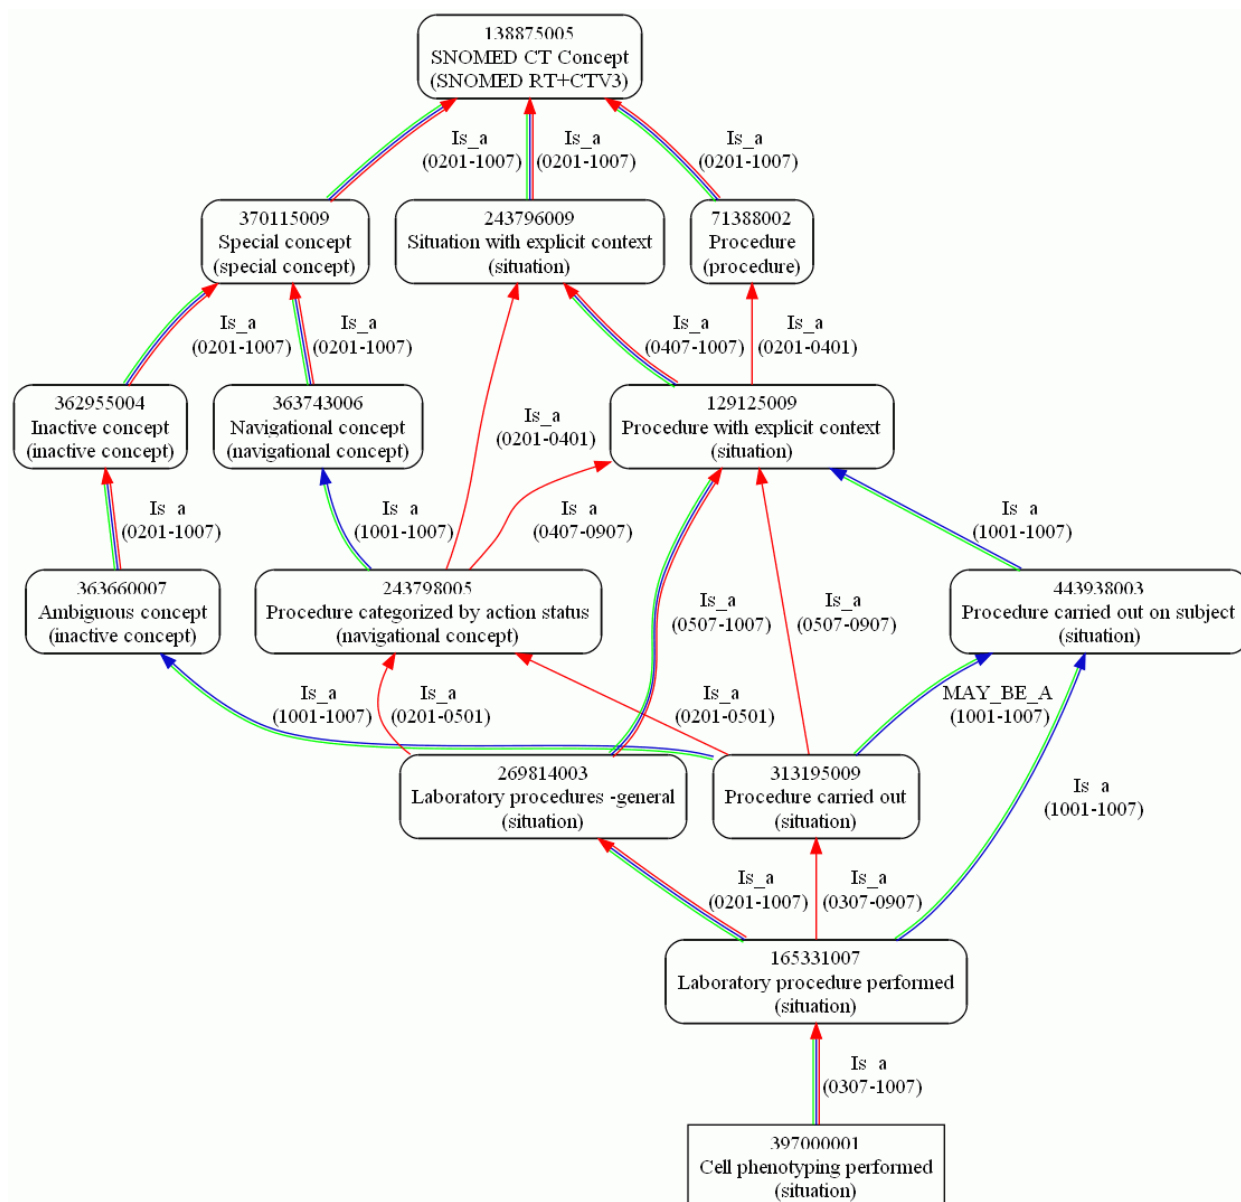 138875005
SNOMED CT Concept
(SNOMED RT+CTV3)
Is_a
(0201-1007)
Is_a
(0201-1007)
Is_a
(0201-1007)
370115009
Special concept
(special concept)
243796009
Situation with explicit context
(situation)
71388002
Procedure
(procedure)
Is_a
(0201-1007)
Is_a
(0201-1007)
Is_a
(0407-1007)
Is_a
(0201-0401)
362955004
Inactive concept
(inactive concept)
363743006
Navigational concept
(navigational concept)
Is_a
(0201-0401)
129125009
Procedure with explicit context
(situation)
Is_a
(0201-1007)
Is_a
(1001-1007)
Is_a
(0407-0907)
Is_a
(1001-1007)
363660007
Ambiguous concept
(inactive concept)
243798005
Procedure categorized by action status
(navigational concept)
Is_a
(0507-1007)
Is_a
(0507-0907)
443938003
Procedure carried out on subject
(situation)
Is_a
(1001-1007)
Is_a
(0201-0501)
Is_a
(0201-0501)
MAY_BE_A
(1001-1007)
269814003
Laboratory procedures -general
(situation)
313195009
Procedure carried out
(situation)
Is_a
(1001-1007)
Is_a
(0201-1007)
Is_a
(0307-0907)
165331007
Laboratory procedure performed
(situation)
Is_a
(0307-1007)
397000001
Cell phenotyping performed
(situation)